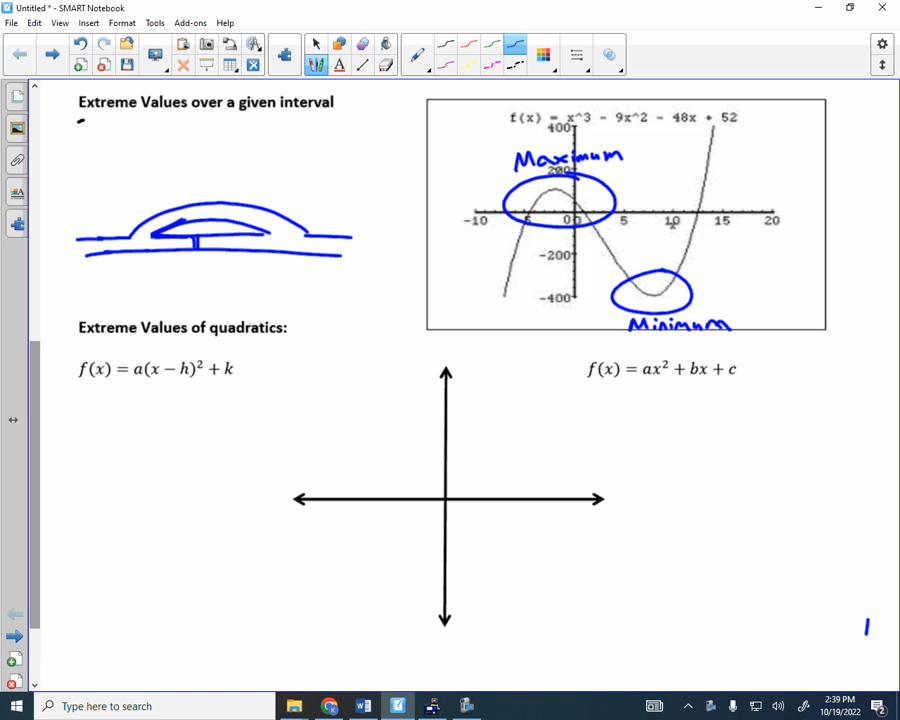 Untitled * - SMART Notebook
File Edit View Insert Format Tools Add-ons Help
Extreme Values over a given interval
f(x) = x^3 - 9x^2 - 48x + 52
400
Maximum
200
-10 -5 0 0 5 10 15 20
-200
-400
Minimum
Extreme Values of quadratics:
f(x) = a(x − h)² + k
f(x) = ax² + bx + c
Type here to search
2:39 PM
10/19/2022
2